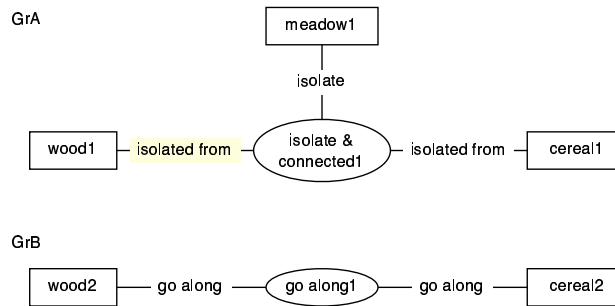 GrA
meadow1
isolate
wood1
isolated from
isolate &
connected1
isolated from
cereal1
GrB
wood2
go along
go along1
go along
cereal2